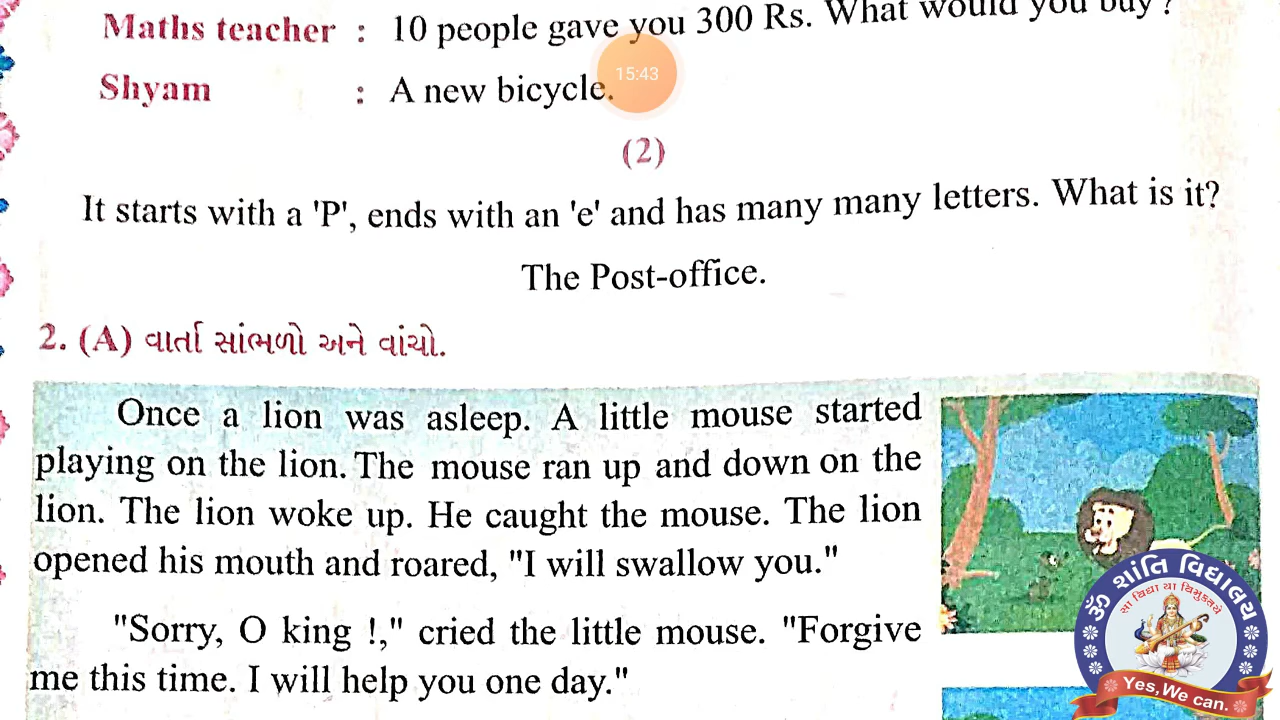 Maths teacher : 10 people gave you 300 Rs. What would you buy?
15:43
Shyam : A new bicycle.
(2)
It starts with a 'P', ends with an 'e' and has many many letters. What is it?
The Post-office.
2. (A) વાર્તા સાંભળો અને વાંચો.
Once a lion was asleep. A little mouse started
playing on the lion. The mouse ran up and down on the
lion. The lion woke up. He caught the mouse. The lion
opened his mouth and roared, "I will swallow you."
"Sorry, O king !," cried the little mouse. "Forgive
me this time. I will help you one day."
ૐ શાંતિ વિદ્યાલય
સા વિદ્યા યા વિમુક્તયે
Yes,We can.